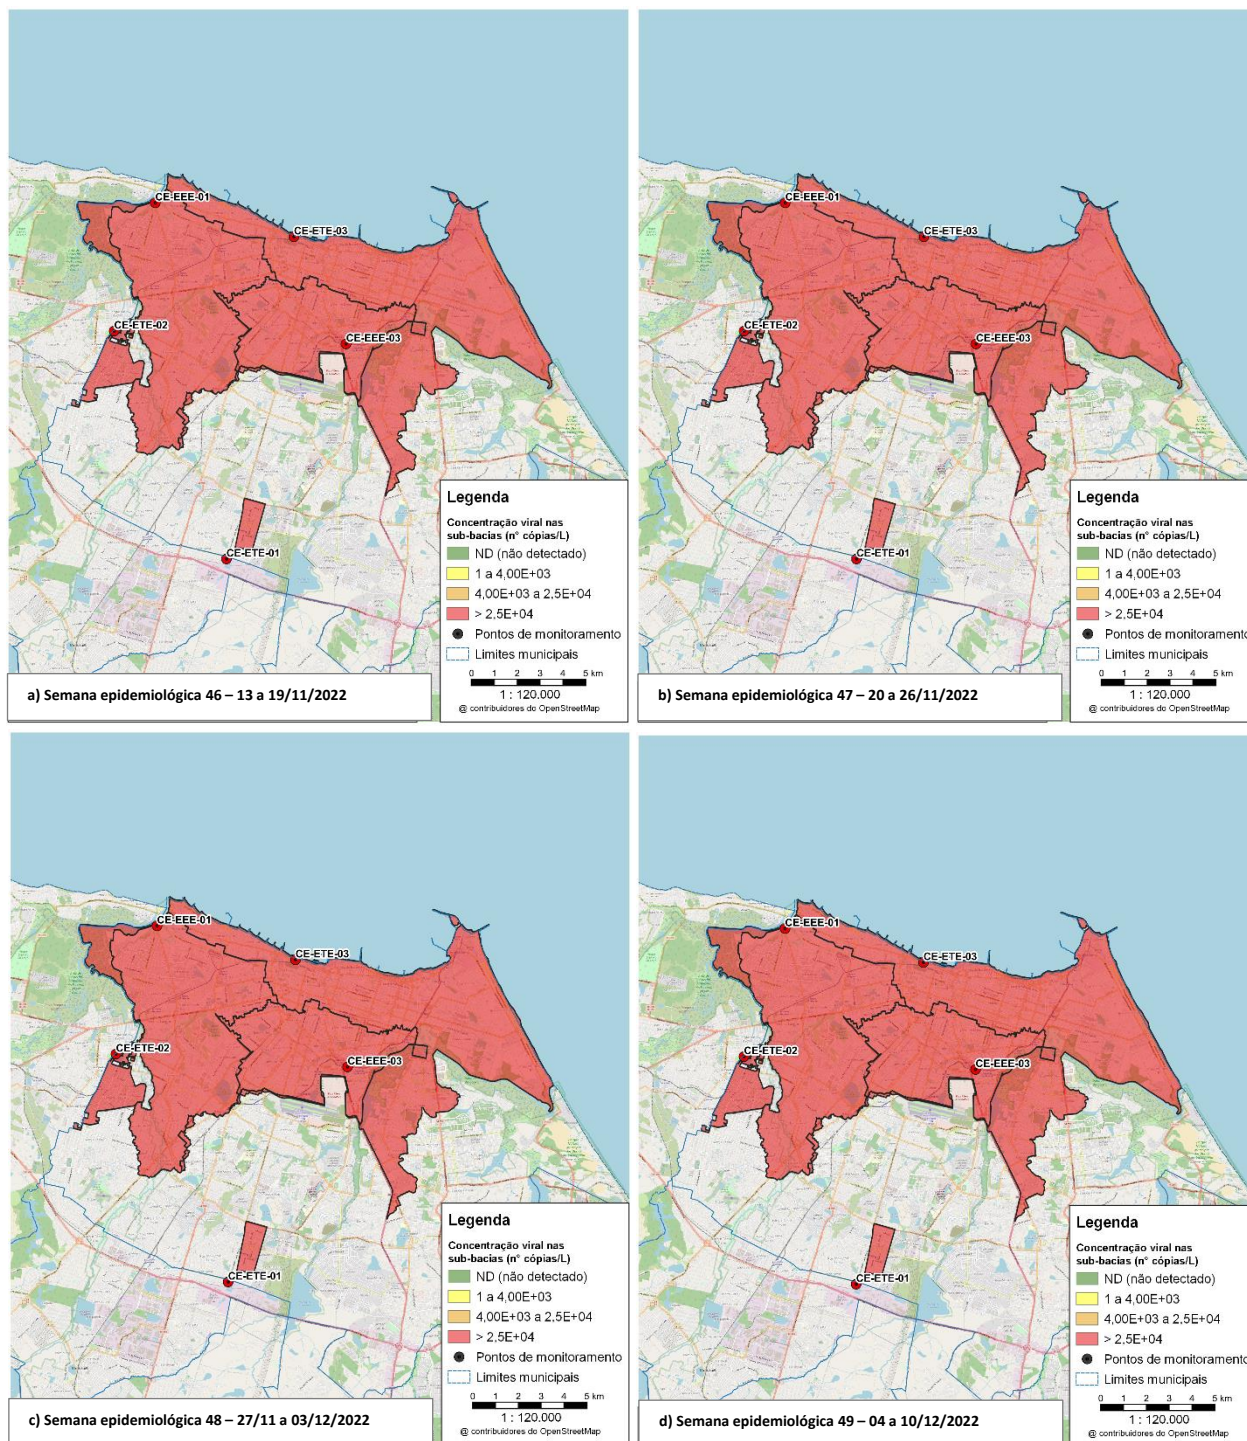 CE-EEE-01
CE-ETE-03
CE-ETE-02
CE-EEE-03
CE-ETE-01
Legenda
Concentração viral nas
sub-bacias (n° cópias/L)
ND (não detectado)
1 a 4,00E+03
4,00E+03 a 2,5E+04
> 2,5E+04
Pontos de monitoramento
Limites municipais
0 1 2 3 4 5 km
1 : 120.000
@ contribuidores do OpenStreetMap
a) Semana epidemiológica 46 – 13 a 19/11/2022
CE-EEE-01
CE-ETE-03
CE-ETE-02
CE-EEE-03
CE-ETE-01
Legenda
Concentração viral nas
sub-bacias (n° cópias/L)
ND (não detectado)
1 a 4,00E+03
4,00E+03 a 2,5E+04
> 2,5E+04
Pontos de monitoramento
Limites municipais
0 1 2 3 4 5 km
1 : 120.000
@ contribuidores do OpenStreetMap
b) Semana epidemiológica 47 – 20 a 26/11/2022
CE-EEE-01
CE-ETE-03
CE-ETE-02
CE-EEE-03
CE-ETE-01
Legenda
Concentração viral nas
sub-bacias (n° cópias/L)
ND (não detectado)
1 a 4,00E+03
4,00E+03 a 2,5E+04
> 2,5E+04
Pontos de monitoramento
Limites municipais
0 1 2 3 4 5 km
1 : 120.000
@ contribuidores do OpenStreetMap
c) Semana epidemiológica 48 – 27/11 a 03/12/2022
CE-EEE-01
CE-ETE-03
CE-ETE-02
CE-EEE-03
CE-ETE-01
Legenda
Concentração viral nas
sub-bacias (n° cópias/L)
ND (não detectado)
1 a 4,00E+03
4,00E+03 a 2,5E+04
> 2,5E+04
Pontos de monitoramento
Limites municipais
0 1 2 3 4 5 km
1 : 120.000
@ contribuidores do OpenStreetMap
d) Semana epidemiológica 49 – 04 a 10/12/2022